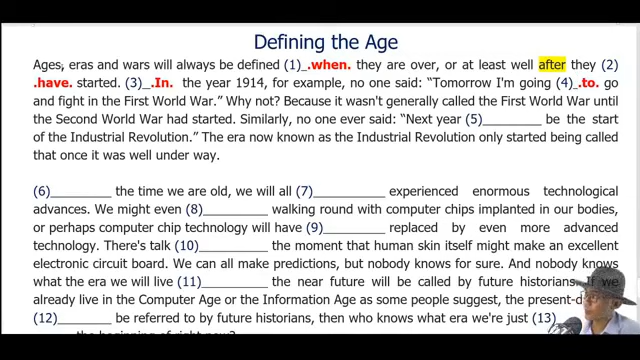 Defining the Age
Ages, eras and wars will always be defined (1)_.when. they are over, or at least well after they (2)
.have. started. (3)_.In. the year 1914, for example, no one said: “Tomorrow I'm going (4)_.to. go
and fight in the First World War.” Why not? Because it wasn't generally called the First World War until
the Second World War had started. Similarly, no one ever said: “Next year (5)_________ be the start
of the Industrial Revolution.” The era now known as the Industrial Revolution only started being called
that once it was well under way.
(6)_________ the time we are old, we will all (7)_________ experienced enormous technological
advances. We might even (8)_________ walking round with computer chips implanted in our bodies,
or perhaps computer chip technology will have (9)_________ replaced by even more advanced
technology. There's talk (10)_________ the moment that human skin itself might make an excellent
electronic circuit board. We can all make predictions, but nobody knows for sure. And nobody knows
what the era we will live (11)_________ the near future will be called by future historians. If we
already live in the Computer Age or the Information Age as some people suggest, the present-d
(12)_________ be referred to by future historians, then who knows what era we're just (13)
the beginning of right now?